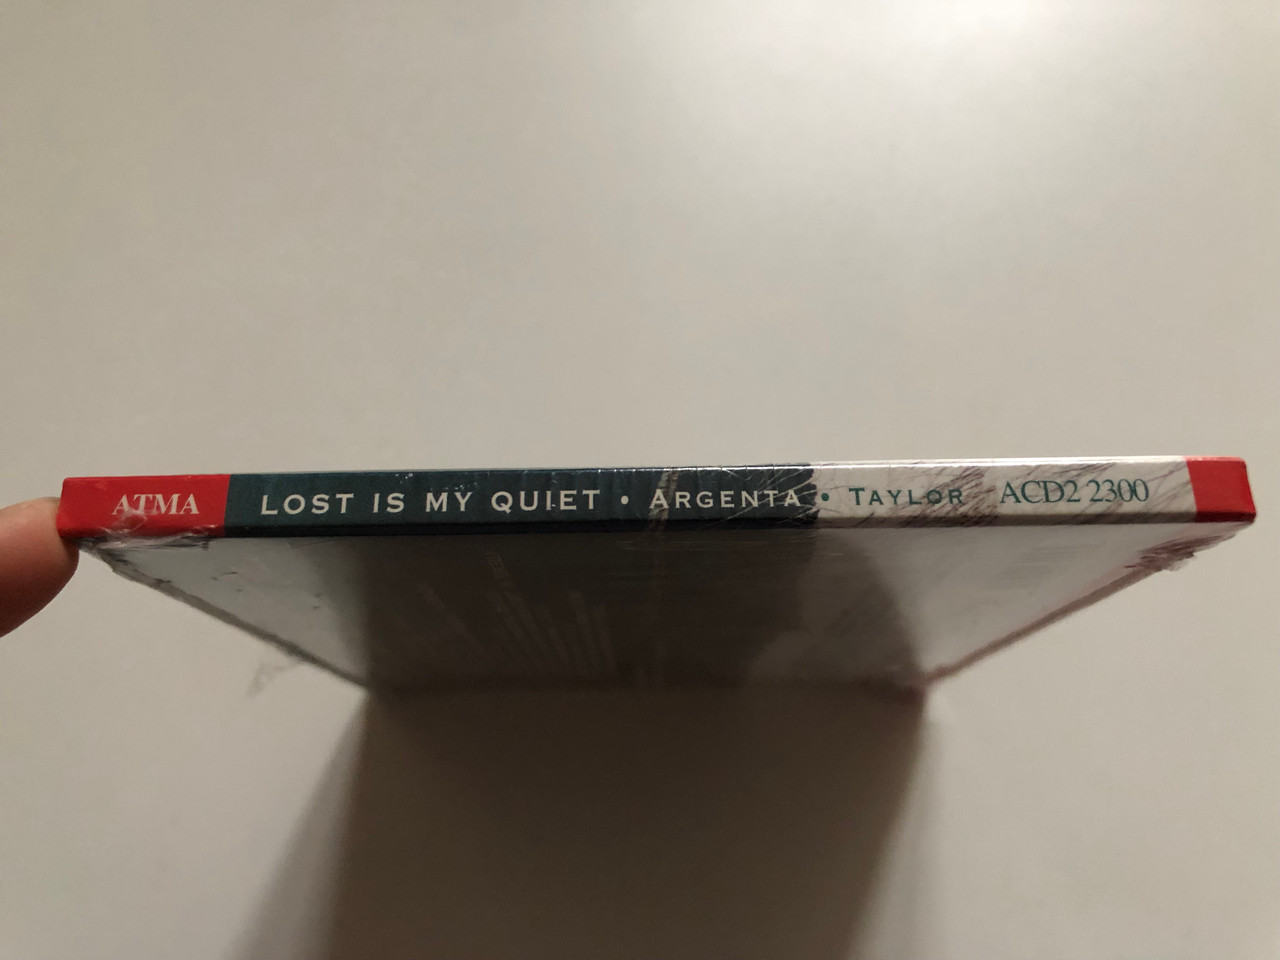 ATMA LOST IS MY QUIET • ARGENTA • TAYLOR ACD2 2300